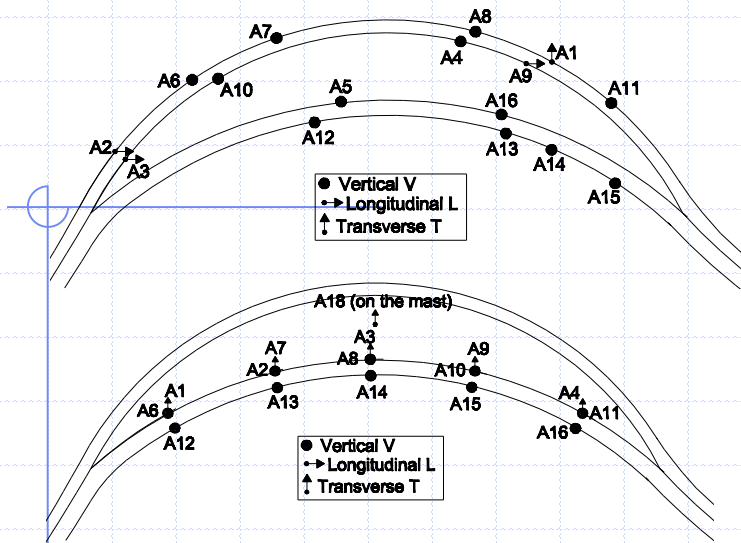 A8
A7
A4
A1
A9
A6
A10
A11
A5
A16
A12
A13
A2
A3
A14
A15
Vertical V
Longitudinal L
Transverse T
A18 (on the mast)
A3
A7
A8
A9
A2
A10
A1
A14
A4
A13
A15
A6
A11
A12
A16
Vertical V
Longitudinal L
Transverse T